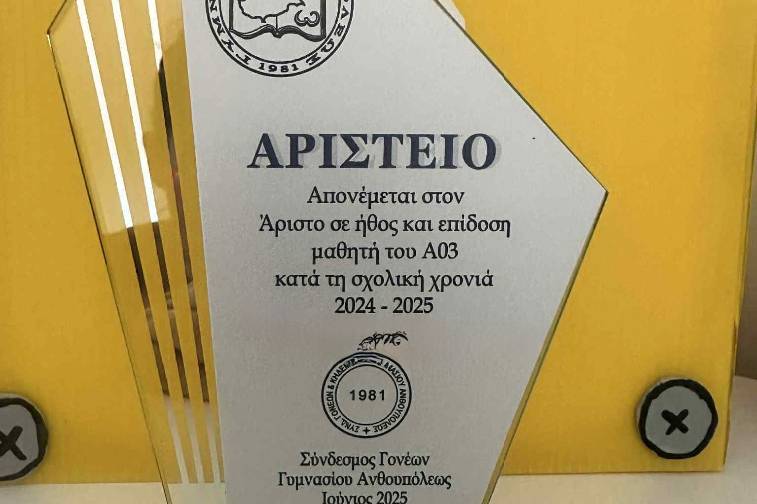 1981
ΑΡΙΣΤΕΙΟ
Απονέμεται στον
Άριστο σε ήθος και επίδοση
μαθητή του Α03
κατά τη σχολική χρονιά
2024 - 2025
1981
Σύνδεσμος Γονέων
Γυμνασίου Ανθουπόλεως
Ιούνιος 2025